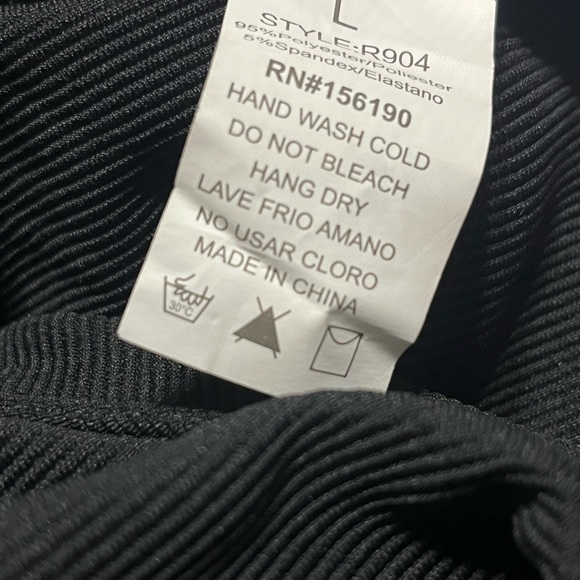 L
STYLE:R904
95%Polyester/Poliester
5%Spandex/Elastano
RN#156190
HAND WASH COLD
DO NOT BLEACH
HANG DRY
LAVE FRIO AMANO
NO USAR CLORO
MADE IN CHINA
30°C